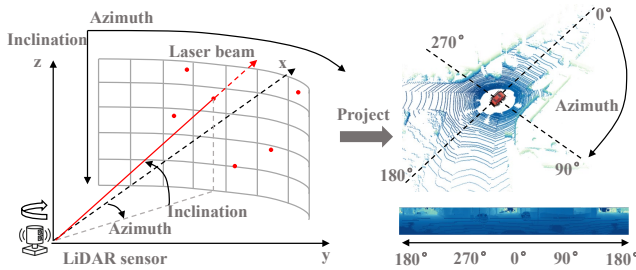 Azimuth
Inclination
z
Laser beam
x
Inclination
Azimuth
LiDAR sensor
y
Project
0°
270°
Azimuth
90°
180°
180° 270° 0° 90° 180°